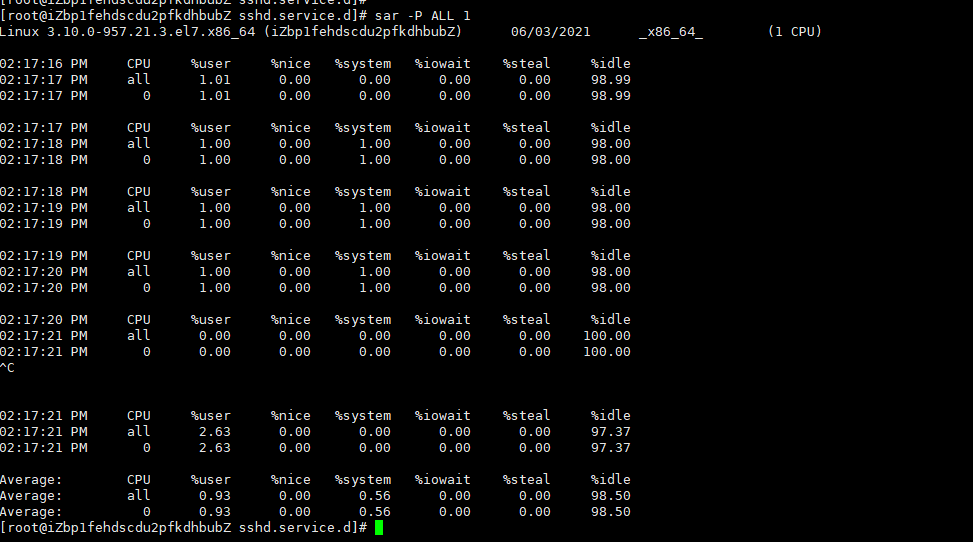 [root@iZbp1fehdscdu2pfkdhbubZ sshd.service.d]#
[root@iZbp1fehdscdu2pfkdhbubZ sshd.service.d]# sar -P ALL 1
Linux 3.10.0-957.21.3.el7.x86_64 (iZbp1fehdscdu2pfkdhbubZ)      06/03/2021      _x86_64_        (1 CPU)
02:17:16 PM     CPU     %user     %nice   %system   %iowait    %steal     %idle
02:17:17 PM     all      1.01      0.00      0.00      0.00      0.00     98.99
02:17:17 PM       0      1.01      0.00      0.00      0.00      0.00     98.99
02:17:17 PM     CPU     %user     %nice   %system   %iowait    %steal     %idle
02:17:18 PM     all      1.00      0.00      1.00      0.00      0.00     98.00
02:17:18 PM       0      1.00      0.00      1.00      0.00      0.00     98.00
02:17:18 PM     CPU     %user     %nice   %system   %iowait    %steal     %idle
02:17:19 PM     all      1.00      0.00      1.00      0.00      0.00     98.00
02:17:19 PM       0      1.00      0.00      1.00      0.00      0.00     98.00
02:17:19 PM     CPU     %user     %nice   %system   %iowait    %steal     %idle
02:17:20 PM     all      1.00      0.00      1.00      0.00      0.00     98.00
02:17:20 PM       0      1.00      0.00      1.00      0.00      0.00     98.00
02:17:20 PM     CPU     %user     %nice   %system   %iowait    %steal     %idle
02:17:21 PM     all      0.00      0.00      0.00      0.00      0.00    100.00
02:17:21 PM       0      0.00      0.00      0.00      0.00      0.00    100.00
^C
02:17:21 PM     CPU     %user     %nice   %system   %iowait    %steal     %idle
02:17:21 PM     all      2.63      0.00      0.00      0.00      0.00     97.37
02:17:21 PM       0      2.63      0.00      0.00      0.00      0.00     97.37
Average:        CPU     %user     %nice   %system   %iowait    %steal     %idle
Average:        all      0.93      0.00      0.56      0.00      0.00     98.50
Average:          0      0.93      0.00      0.56      0.00      0.00     98.50
[root@iZbp1fehdscdu2pfkdhbubZ sshd.service.d]#